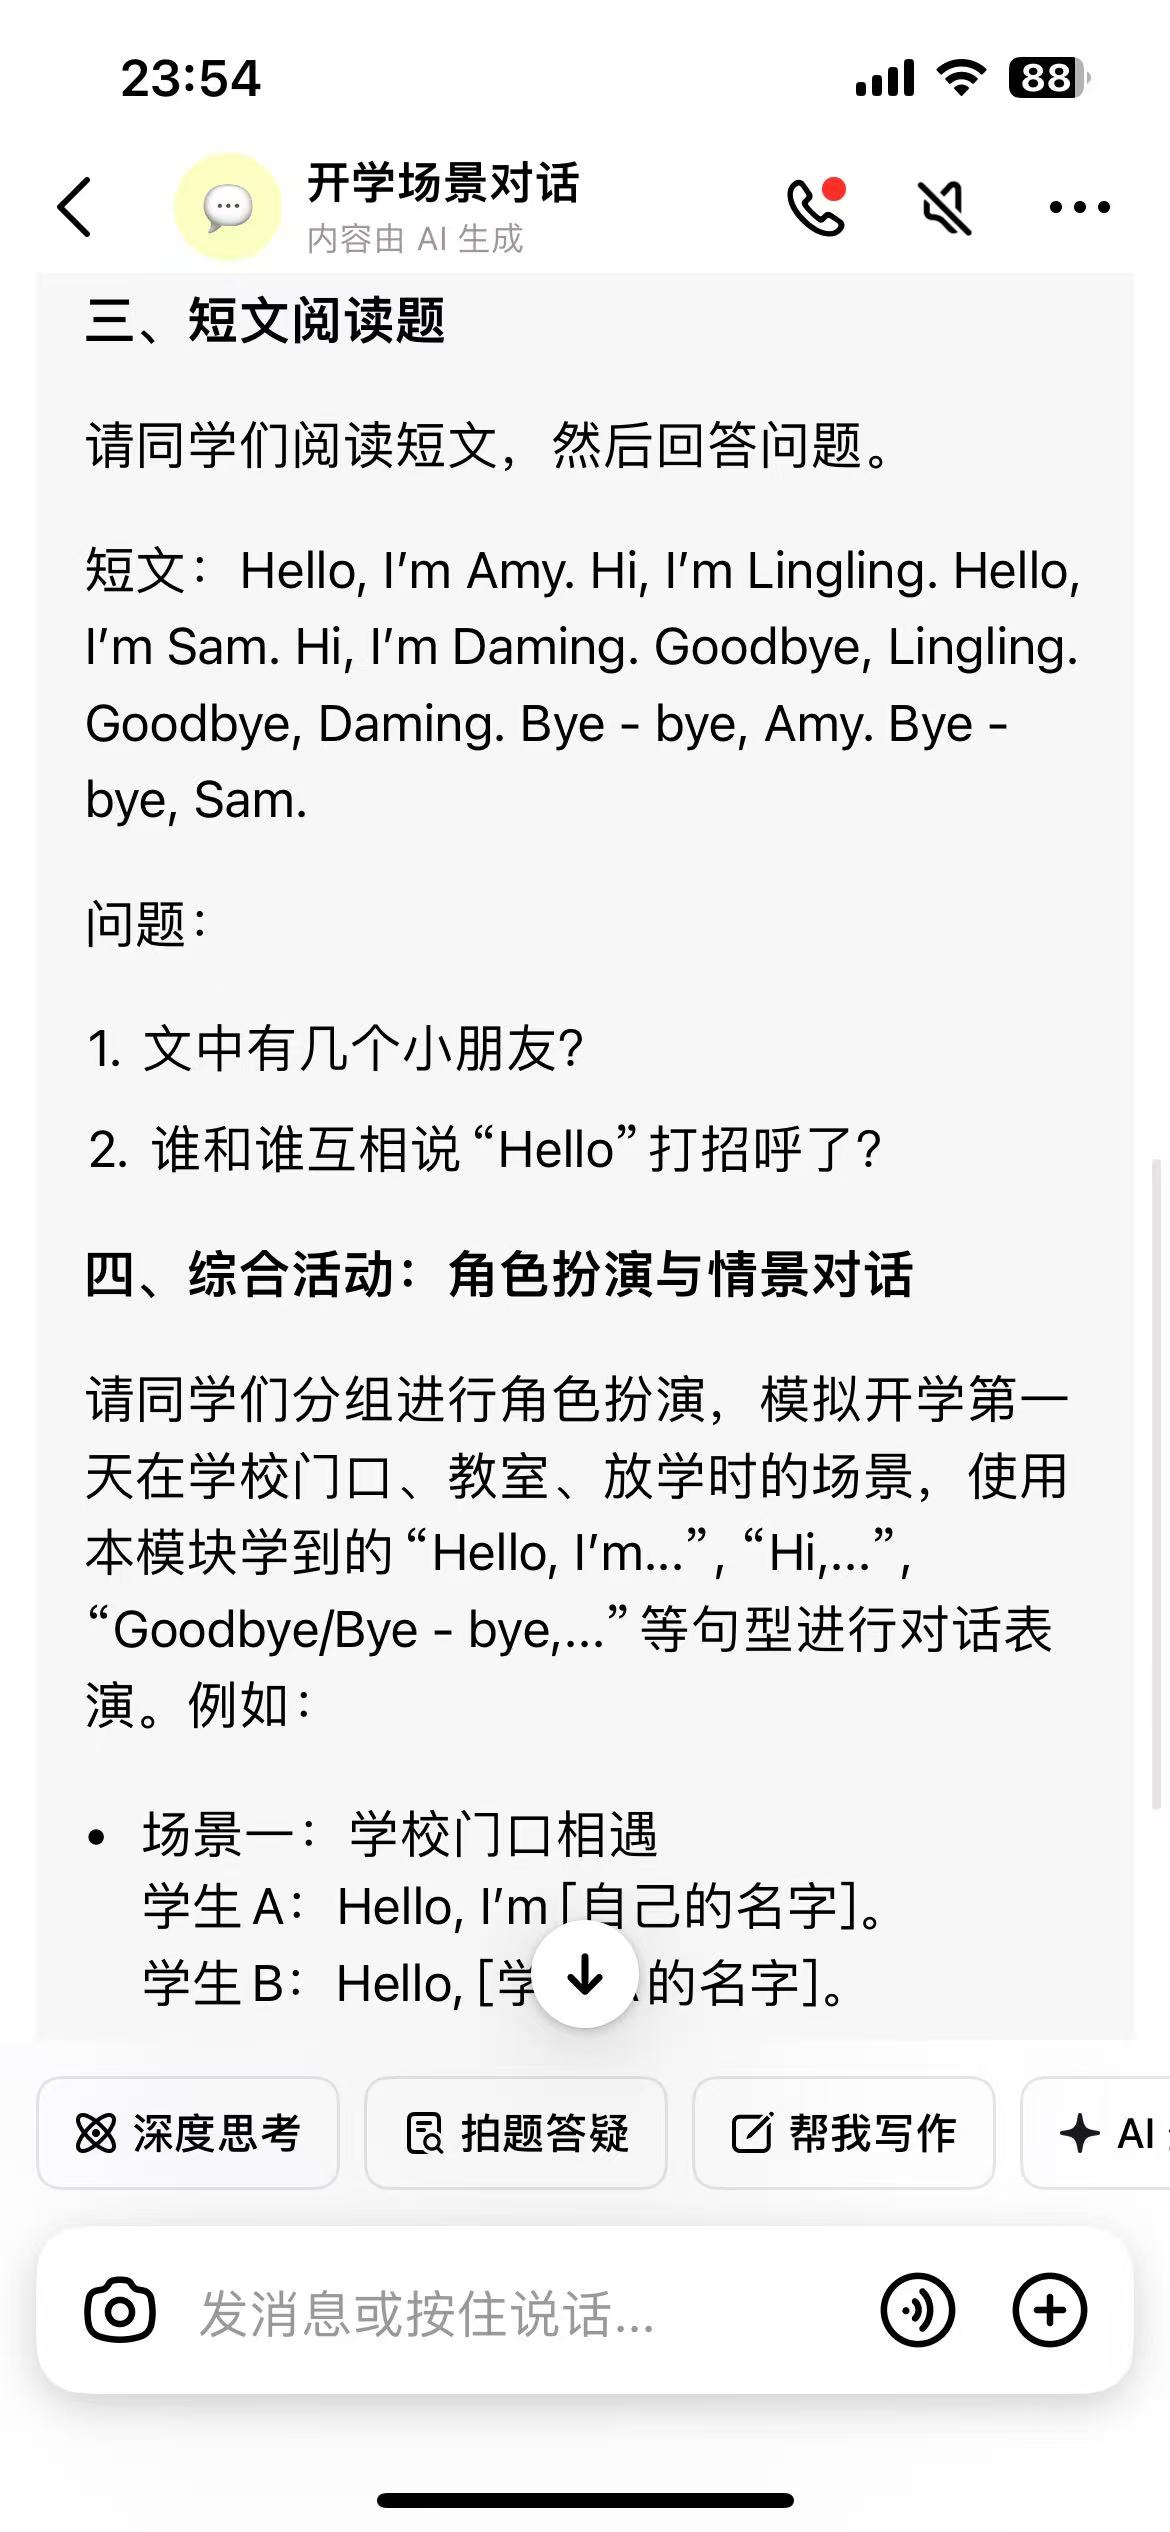 23:54
88
开学场景对话
内容由 AI 生成
三、短文阅读题
请同学们阅读短文，然后回答问题。
短文：Hello, I’m Amy. Hi, I’m Lingling. Hello,
I’m Sam. Hi, I’m Daming. Goodbye, Lingling.
Goodbye, Daming. Bye - bye, Amy. Bye -
bye, Sam.
问题：
1. 文中有几个小朋友?
2. 谁和谁互相说 “Hello” 打招呼了?
四、综合活动：角色扮演与情景对话
请同学们分组进行角色扮演，模拟开学第一
天在学校门口、教室、放学时的场景，使用
本模块学到的 “Hello, I’m...”, “Hi,...”,
“Goodbye/Bye - bye,...” 等句型进行对话表
演。例如：
• 场景一：学校门口相遇
学生 A：Hello, I’m [自己的名字]。
学生 B：Hello, [学 的名字]。
深度思考
拍题答疑
帮我写作
AI
发消息或按住说话...